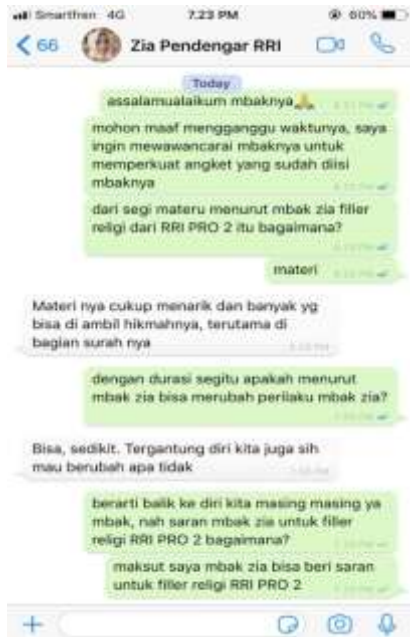 Smartfren 4G 7.23 PM 60%
66 Zia Pendengar RRI
Today
assalamualaikum mbaknya
mohon maaf mengganggu waktunya, saya
ingin mewawancarai mbaknya untuk
memperkuat angket yang sudah diisi
mbaknya
dari segi materu menurut mbak zia filler
religi dari RRI PRO 2 itu bagaimana?
materi
Materi nya cukup menarik dan banyak yg
bisa di ambil hikmahnya, terutama di
bagian surah nya
dengan durasi segitu apakah menurut
mbak zia bisa merubah perilaku mbak zia?
Bisa, sedikit. Tergantung diri kita juga sih
mau berubah apa tidak
berarti balik ke diri kita masing masing ya
mbak, nah saran mbak zia untuk filler
religi RRI PRO 2 bagaimana?
maksut saya mbak zia bisa beri saran
untuk filler religi RRI PRO 2